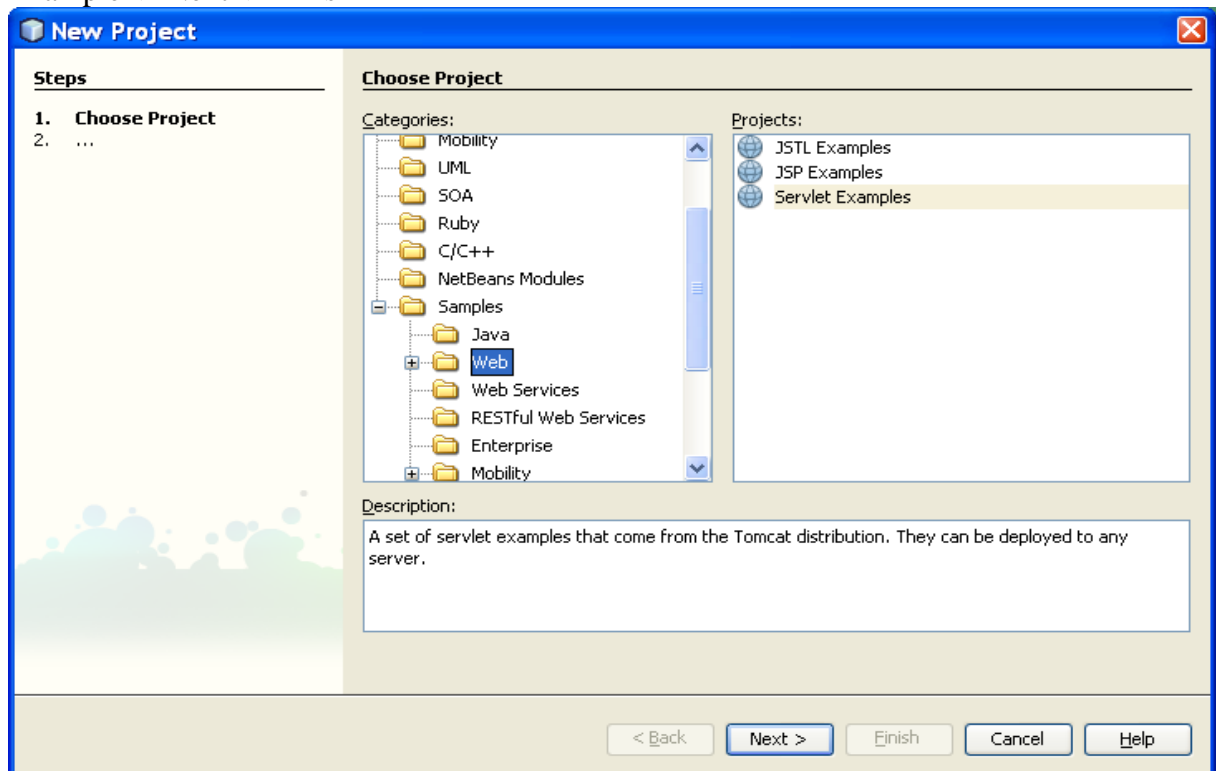 New Project
Steps
1. Choose Project
2. ...
Choose Project
Categories:
Mobility
UML
SOA
Ruby
C/C++
NetBeans Modules
Samples
Java
Web
Web Services
RESTful Web Services
Enterprise
Mobility
Projects:
JSTL Examples
JSP Examples
Servlet Examples
Description:
A set of servlet examples that come from the Tomcat distribution. They can be deployed to any
server.
< Back
Next >
Finish
Cancel
Help